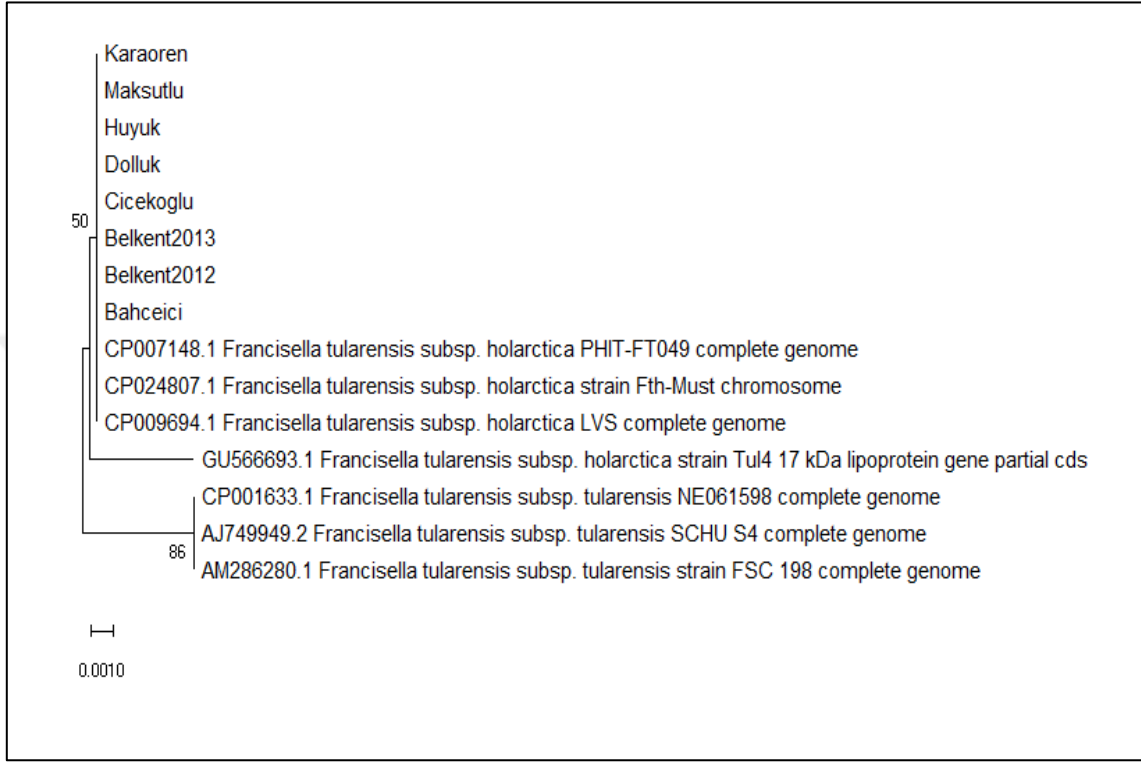 Karaoren
Maksutlu
Huyuk
Dolluk
Cicekoglu
50
Belkent2013
Belkent2012
Bahceici
CP007148.1 Francisella tularensis subsp. holarctica PHIT-FT049 complete genome
CP024807.1 Francisella tularensis subsp. holarctica strain Fth-Must chromosome
CP009694.1 Francisella tularensis subsp. holarctica LVS complete genome
GU566693.1 Francisella tularensis subsp. holarctica strain Tul4 17 kDa lipoprotein gene partial cds
CP001633.1 Francisella tularensis subsp. tularensis NE061598 complete genome
AJ749949.2 Francisella tularensis subsp. tularensis SCHU S4 complete genome
86
AM286280.1 Francisella tularensis subsp. tularensis strain FSC 198 complete genome
0.0010